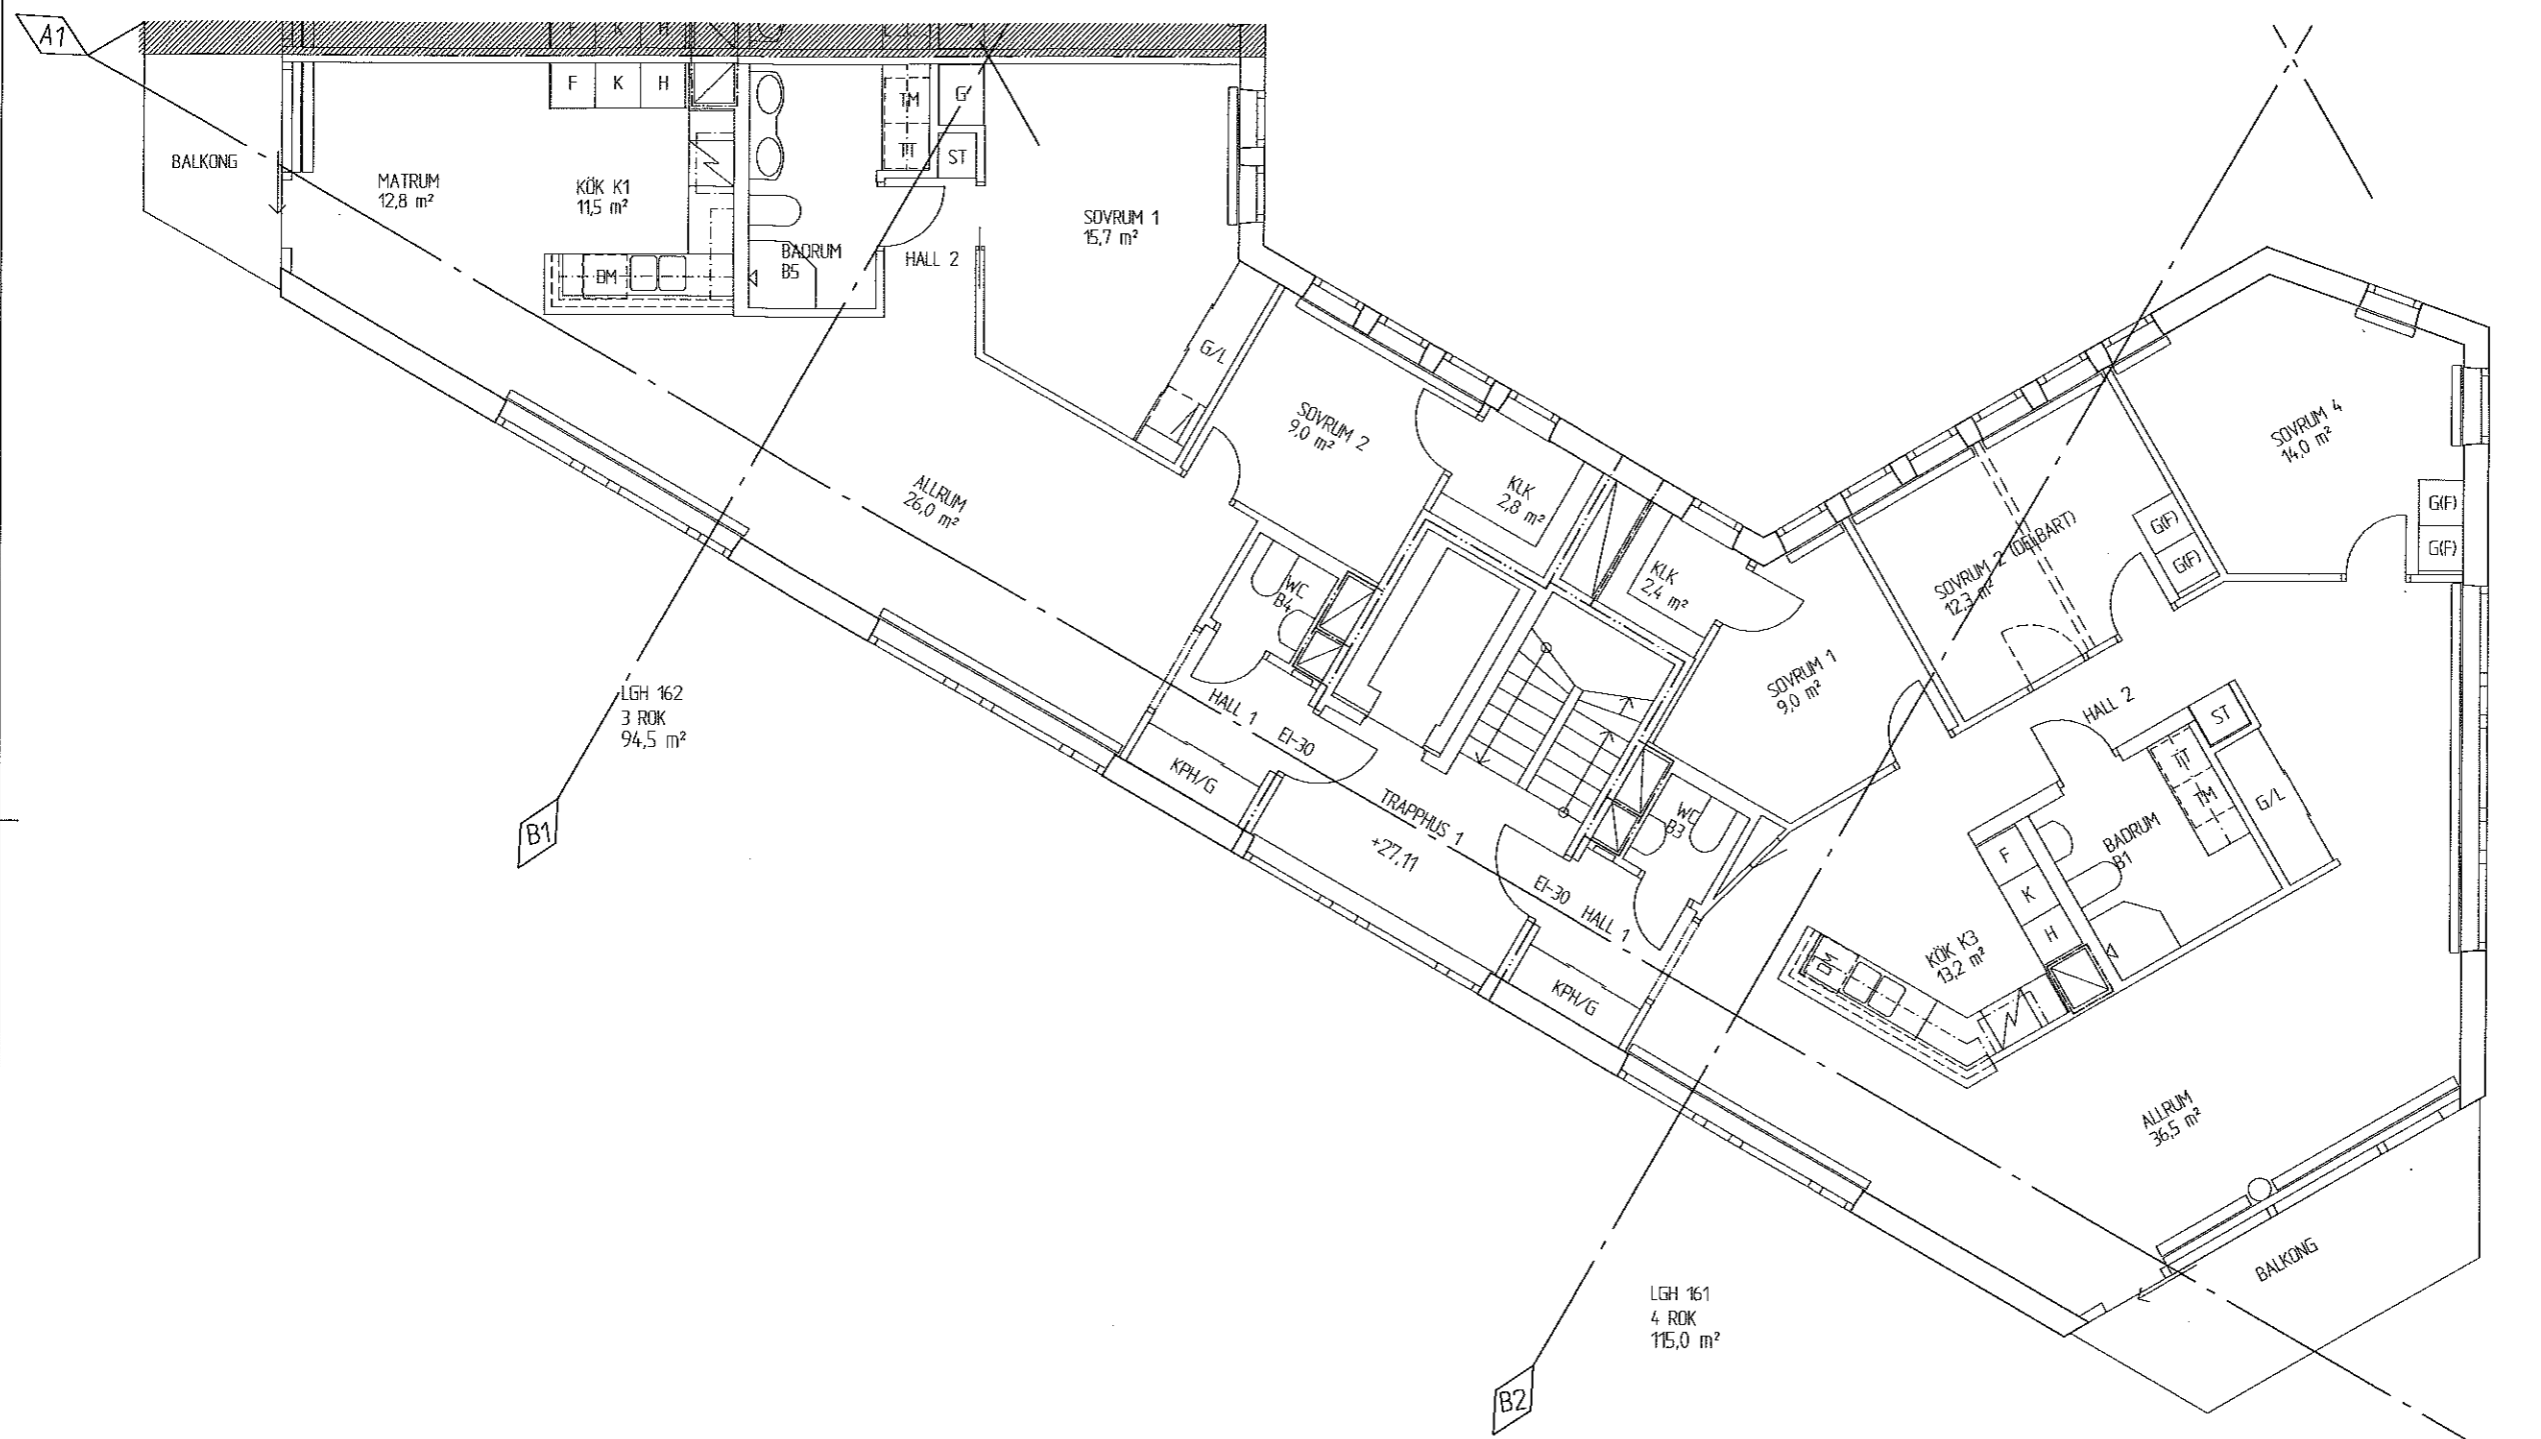 A1
F K H
TM
G
TT
ST
BALKONG
MATRUM
12,8 m²
KÖK K1
11,5 m²
SOVRUM 1
15,7 m²
BADRUM
B5
HALL 2
DM
G/L
SOVRUM 2
9,0 m²
KLK
2,8 m²
ALLRUM
26,0 m²
WC
B4
KLK
2,4 m²
SOVRUM 4
14,0 m²
G(F)
G(F)
G(F)
G(F)
SOVRUM 2 (DELBART)
12,3 m²
SOVRUM 1
9,0 m²
LGH 162
3 ROK
94,5 m²
HALL 1
EI-30
KPH/G
HALL 2
ST
TT
TM
G/L
TRAPPHUS 1
+27.11
WC
B3
BADRUM
B1
B1
F
K
H
EI-30
HALL 1
KÖK K3
13,2 m²
DM
KPH/G
ALLRUM
36,5 m²
BALKONG
LGH 161
4 ROK
115,0 m²
B2